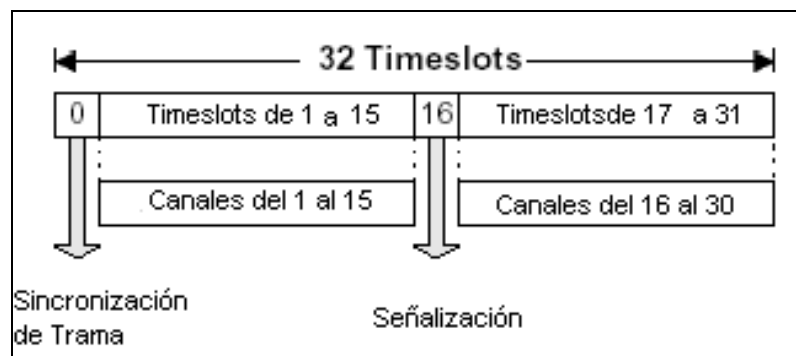 32 Timeslots
0 Timeslots de 1 a 15 16 Timeslotsde 17 a 31
Canales del 1 al 15 Canales del 16 al 30
Sincronización
de Trama
Señalización